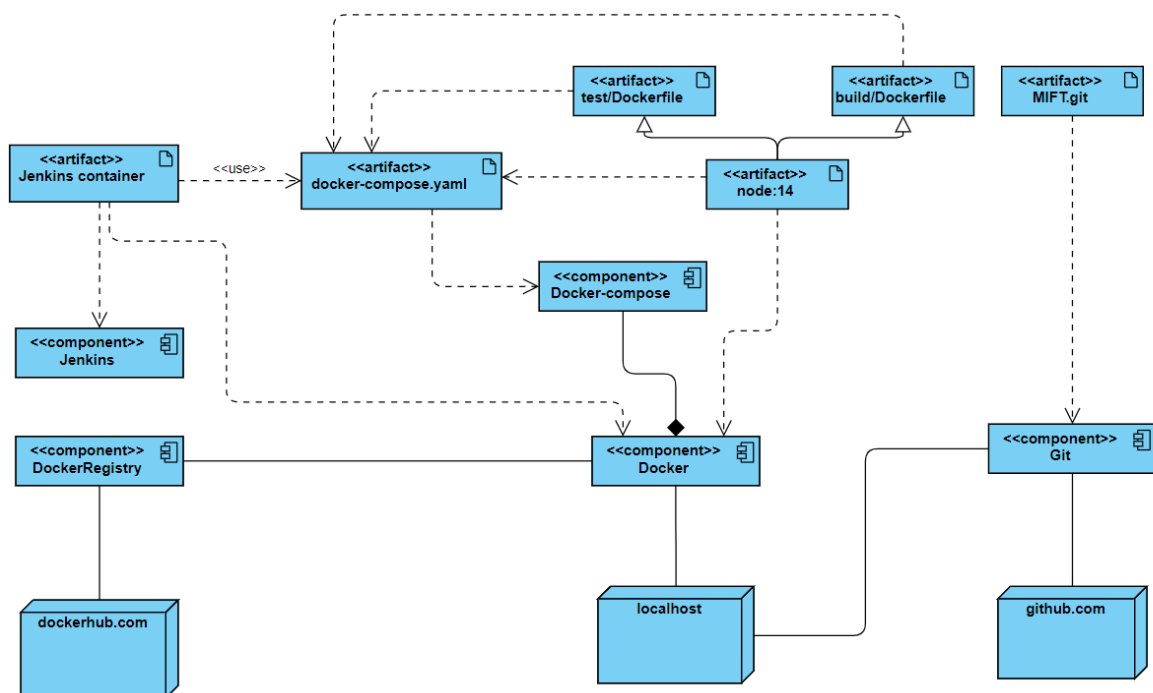 <<artifact>>
test/Dockerfile
<<artifact>>
build/Dockerfile
<<artifact>>
MIFT.git
<<artifact>>
Jenkins container
<<use>>
<<artifact>>
docker-compose.yaml
<<artifact>>
node:14
<<component>>
Docker-compose
<<component>>
Jenkins
<<component>>
DockerRegistry
<<component>>
Docker
<<component>>
Git
dockerhub.com
localhost
github.com